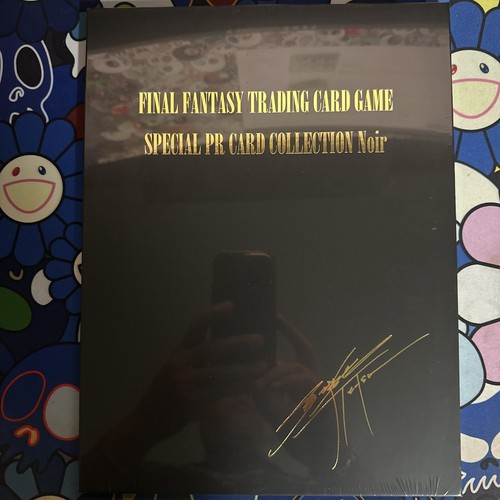 FINAL FANTASY TRADING CARD GAME
SPECIAL PR CARD COLLECTION Noir